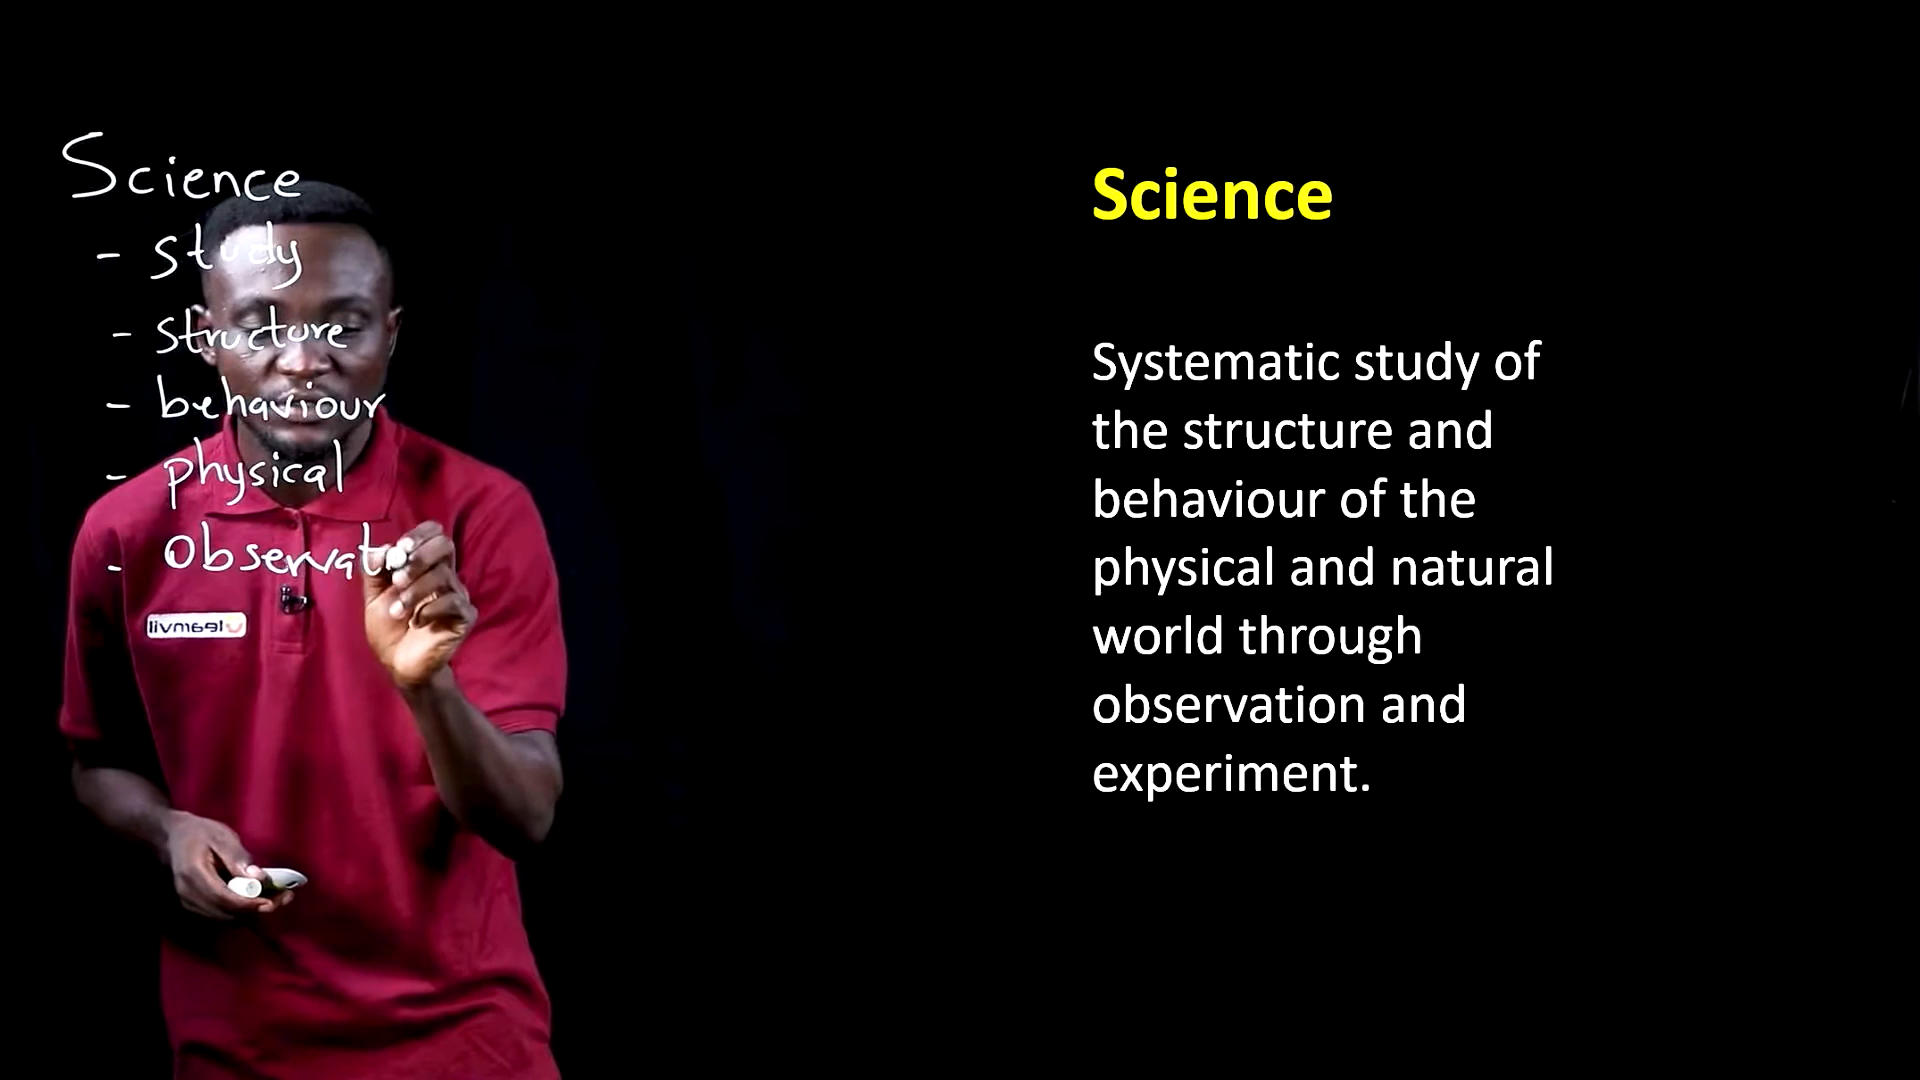 Science
- study
- structure
- behaviour
- physical
- Observat
Science
Systematic study of
the structure and
behaviour of the
physical and natural
world through
observation and
experiment.